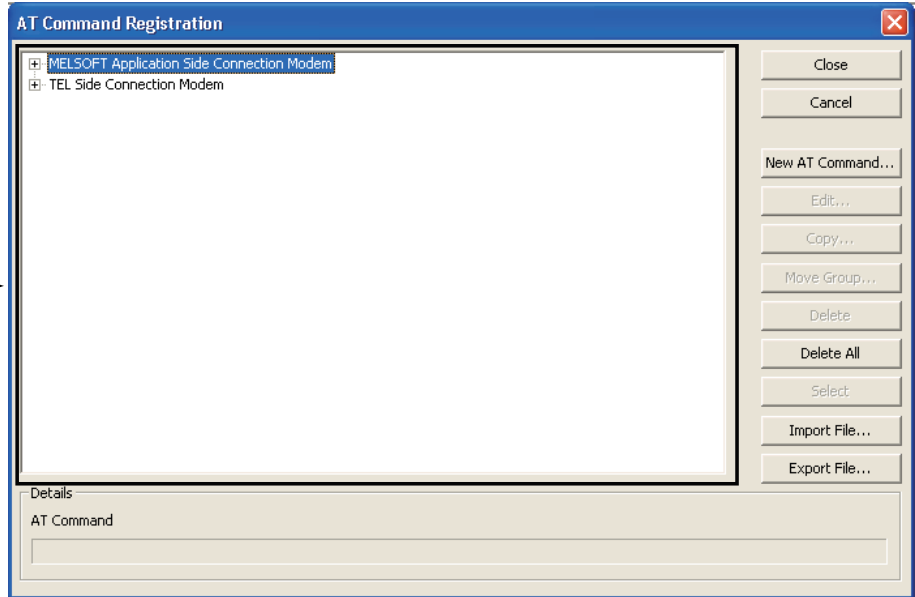 AT Command Registration
MELSOFT Application Side Connection Modem
TEL Side Connection Modem
Close
Cancel
New AT Command...
Edit...
Copy...
Move Group...
Delete
Delete All
Select
Import File...
Export File...
Details
AT Command